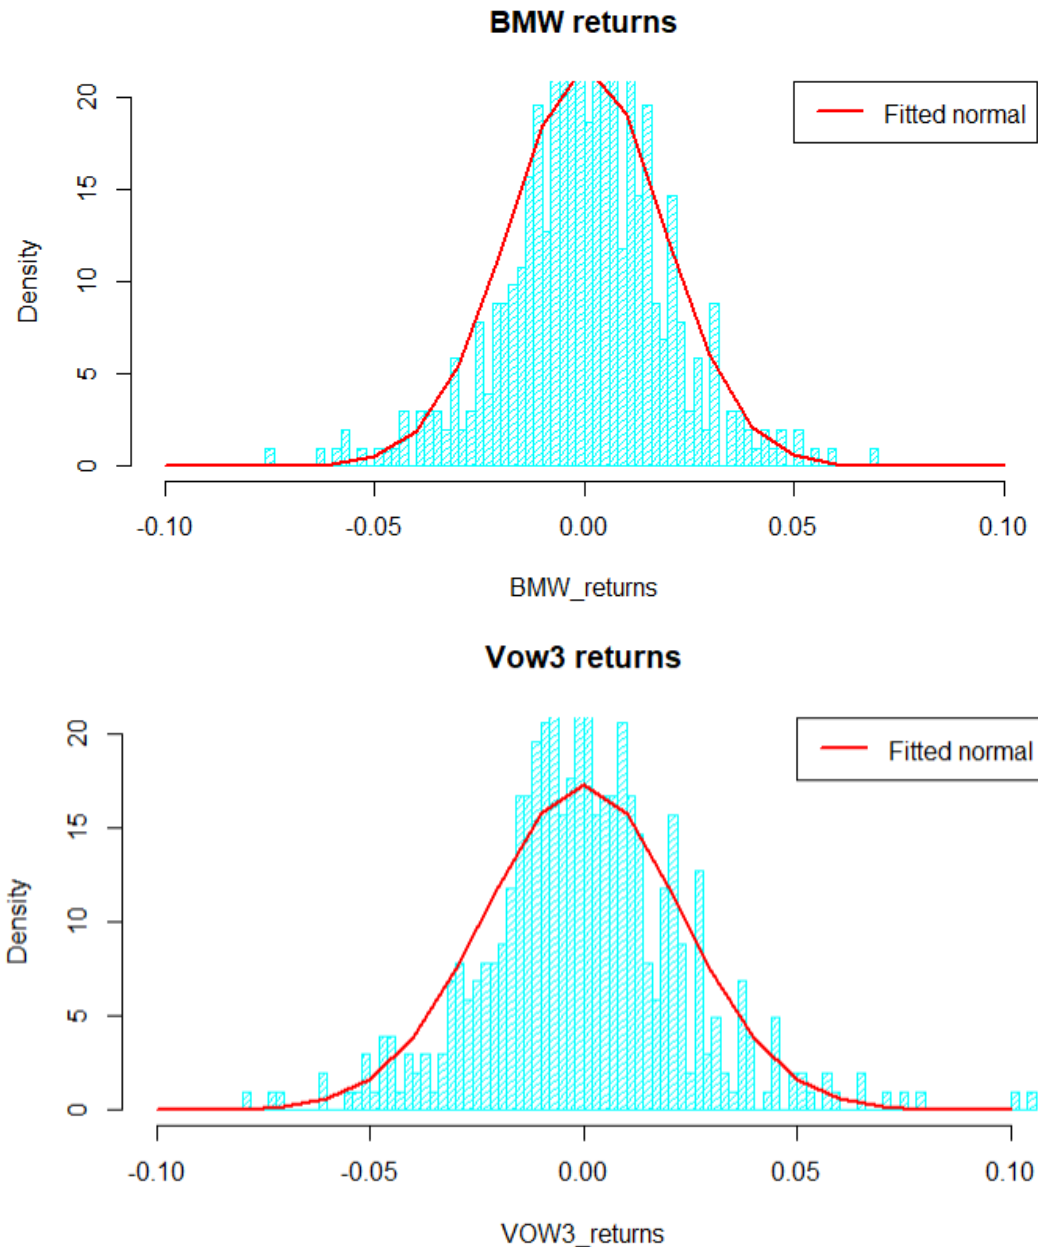 BMW returns
Fitted normal
20
15
10
5
0
Density
-0.10 -0.05 0.00 0.05 0.10
BMW_returns
Vow3 returns
Fitted normal
20
15
10
5
0
Density
-0.10 -0.05 0.00 0.05 0.10
VOW3_returns